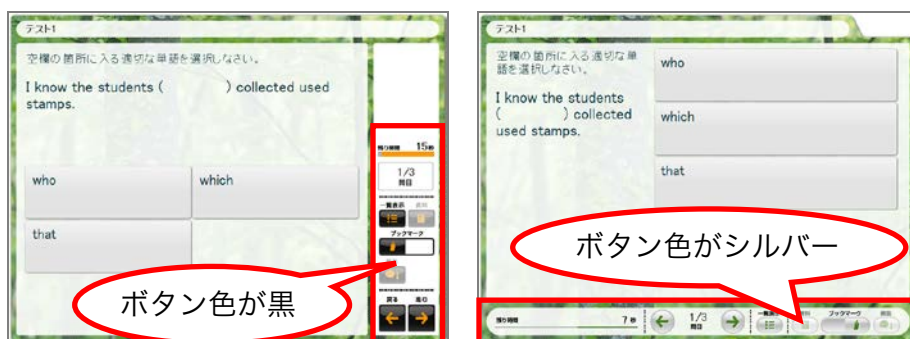 テスト1
空欄の箇所に入る適切な単語を選択しなさい。
I know the students (          ) collected used
stamps.
who
which
that
残り時間 15秒
1/3
問目
一覧表示
ブックマーク
戻る 進む
ボタン色が黒
テスト1
空欄の箇所に入る適切な単
語を選択しなさい。
I know the students
(          ) collected
used stamps.
who
which
that
ボタン色がシルバー
残り時間 7秒
1/3
問目
ブックマーク